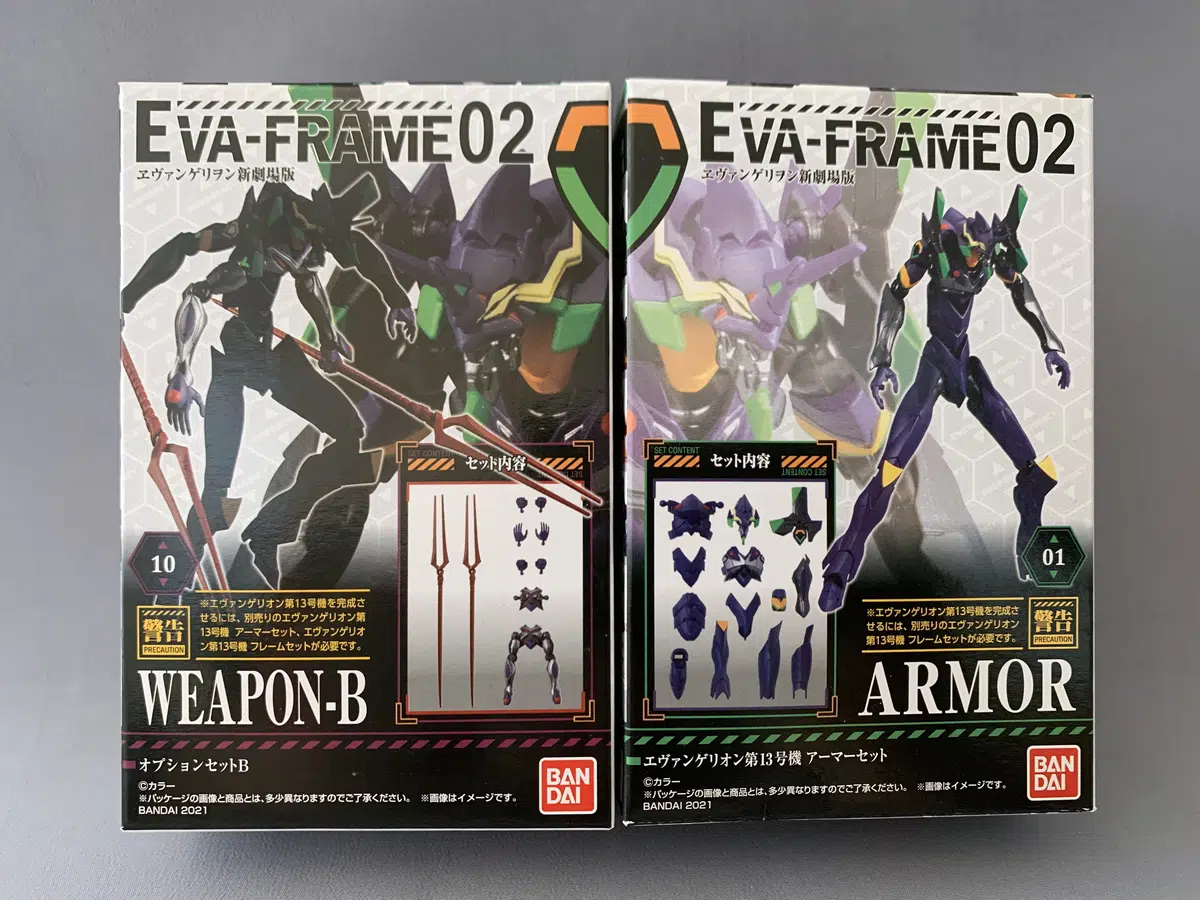 EVA-FRAME 02
ヱヴァンゲリヲン新劇場版
SET CONTENT
セット内容
SET CONTENT
10
警告
PRECAUTION
※エヴァンゲリオン第13号機を完成さ
せるには、別売りのエヴァンゲリオン第
13号機 アーマーセット、エヴァンゲリオ
ン第13号機 フレームセットが必要です。
WEAPON-B
オプションセットB
©カラー
※パッケージの画像と商品とは、多少異なりますのでご了承ください。 ※画像はイメージです。
BANDAI 2021
BAN
DAI
EVA-FRAME 02
ヱヴァンゲリヲン新劇場版
SET CONTENT
セット内容
SET CONTENT
01
※エヴァンゲリオン第13号機を完成さ
せるには、別売りのエヴァンゲリオン
第13号機 フレームセットが必要です。
警告
PRECAUTION
ARMOR
エヴァンゲリオン第13号機 アーマーセット
©カラー
※パッケージの画像と商品とは、多少異なりますのでご了承ください。 ※画像はイメージです。
BANDAI 2021
BAN
DAI